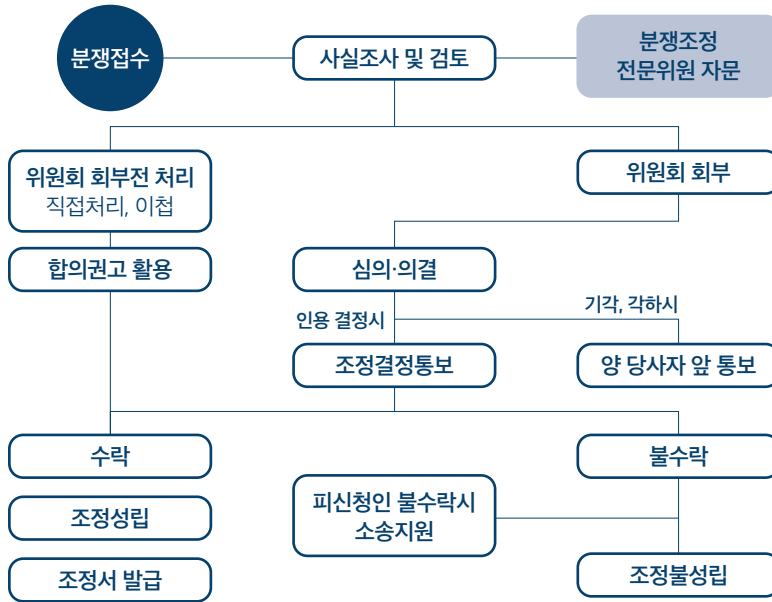 분쟁접수
사실조사 및 검토
분쟁조정
전문위원 자문
위원회 회부전 처리
직접처리, 이첩
위원회 회부
합의권고 활용
심의·의결
인용 결정시
기각, 각하시
조정결정통보
양 당사자 앞 통보
수락
불수락
조정성립
피신청인 불수락시
소송지원
조정서 발급
조정불성립